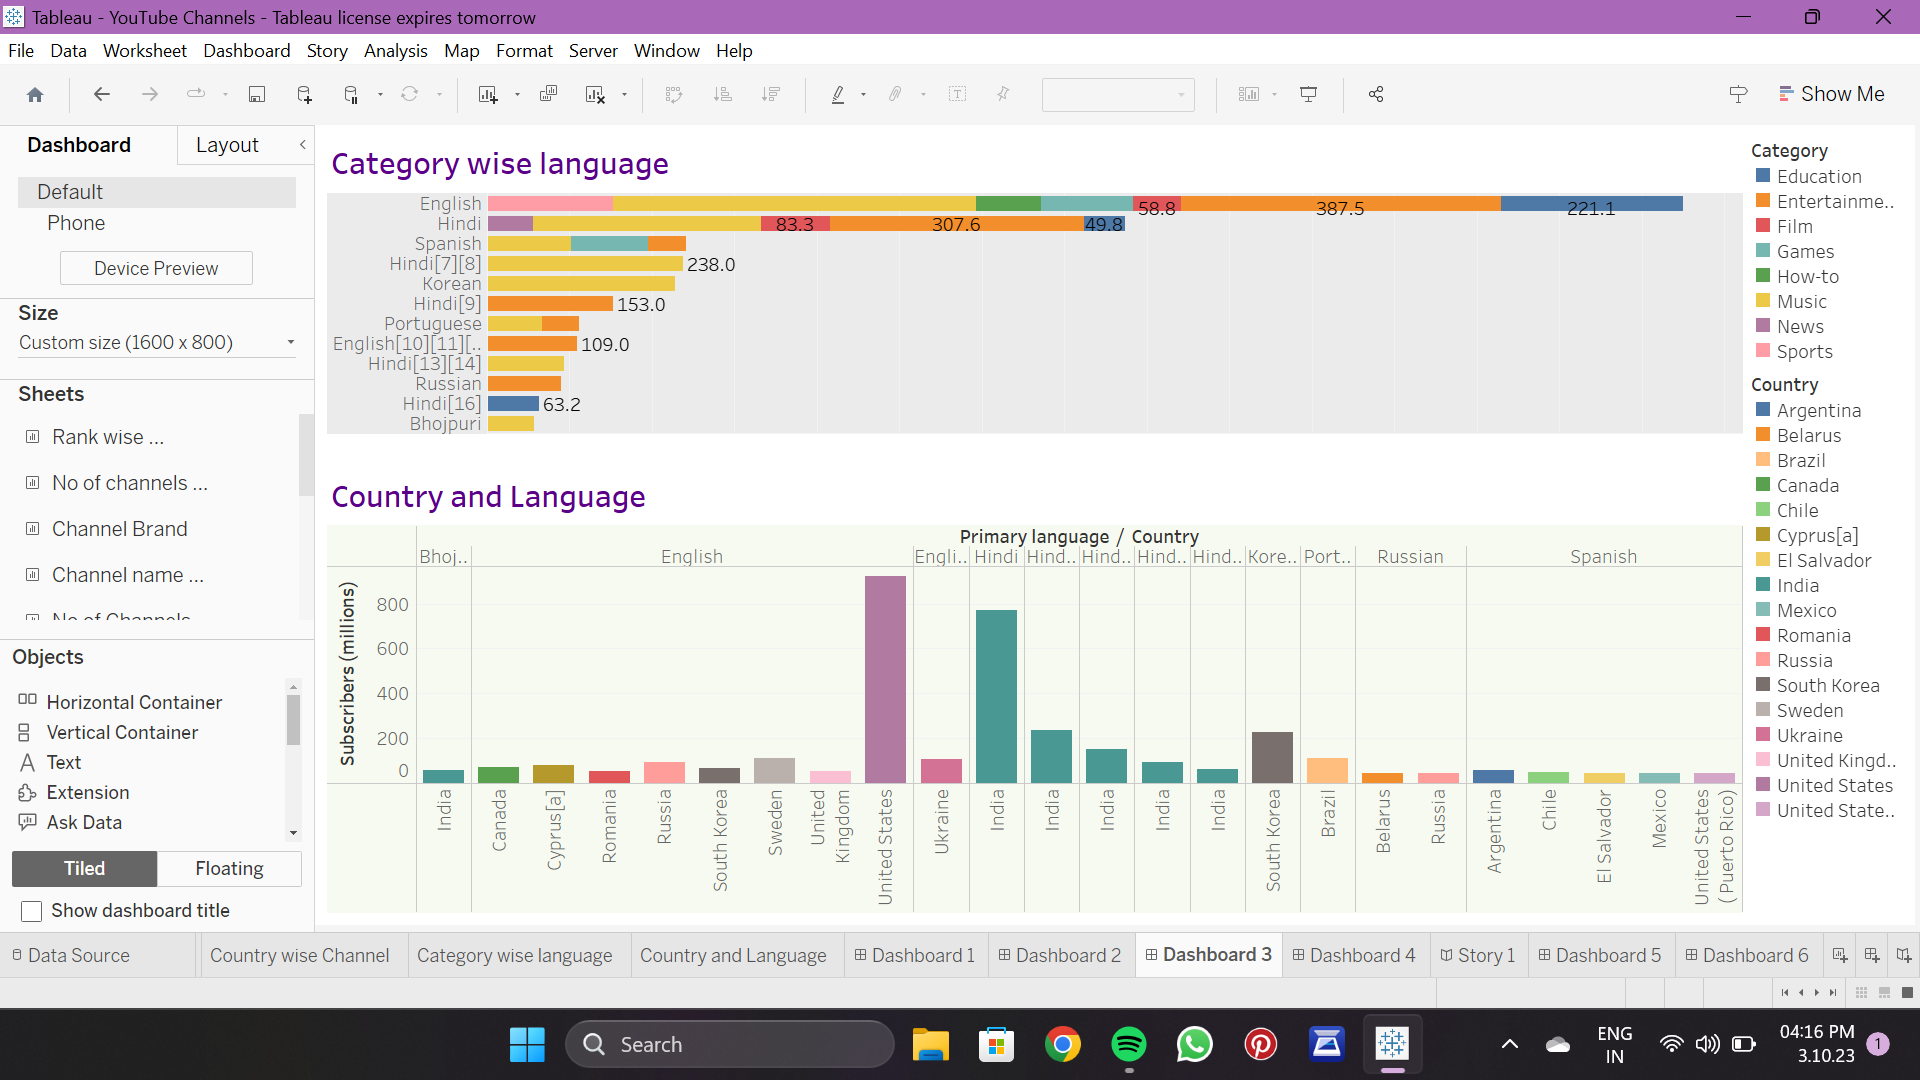 Tableau - YouTube Channels - Tableau license expires tomorrow
File Data Worksheet Dashboard Story Analysis Map Format Server Window Help
Show Me
Dashboard Layout
Default
Phone
Device Preview
Size
Custom size (1600 x 800)
Sheets
Rank wise ...
No of channels ...
Channel Brand
Channel name ...
No of Channels
Objects
Horizontal Container
Vertical Container
Text
Extension
Ask Data
Tiled Floating
Show dashboard title
Category wise language
English 58.8 387.5 221.1
Hindi 83.3 307.6 49.8
Spanish
Hindi[7][8] 238.0
Korean
Hindi[9] 153.0
Portuguese
English[10][11][.. 109.0
Hindi[13][14]
Russian
Hindi[16] 63.2
Bhojpuri
Country and Language
Primary language / Country
Bhoj.. English Engli.. Hindi Hind.. Hind.. Hind.. Hind.. Kore.. Port.. Russian Spanish
Subscribers (millions)
800
600
400
200
0
India
Canada
Cyprus[a]
Romania
Russia
South Korea
Sweden
United
Kingdom
United States
Ukraine
India
India
India
India
India
South Korea
Brazil
Belarus
Russia
Argentina
Chile
El Salvador
Mexico
United States
(Puerto Rico)
Category
Education
Entertainme..
Film
Games
How-to
Music
News
Sports
Country
Argentina
Belarus
Brazil
Canada
Chile
Cyprus[a]
El Salvador
India
Mexico
Romania
Russia
South Korea
Sweden
Ukraine
United Kingd..
United States
United State..
Data Source Country wise Channel Category wise language Country and Language Dashboard 1 Dashboard 2 Dashboard 3 Dashboard 4 Story 1 Dashboard 5 Dashboard 6
Search
ENG
IN
04:16 PM
3.10.23
1